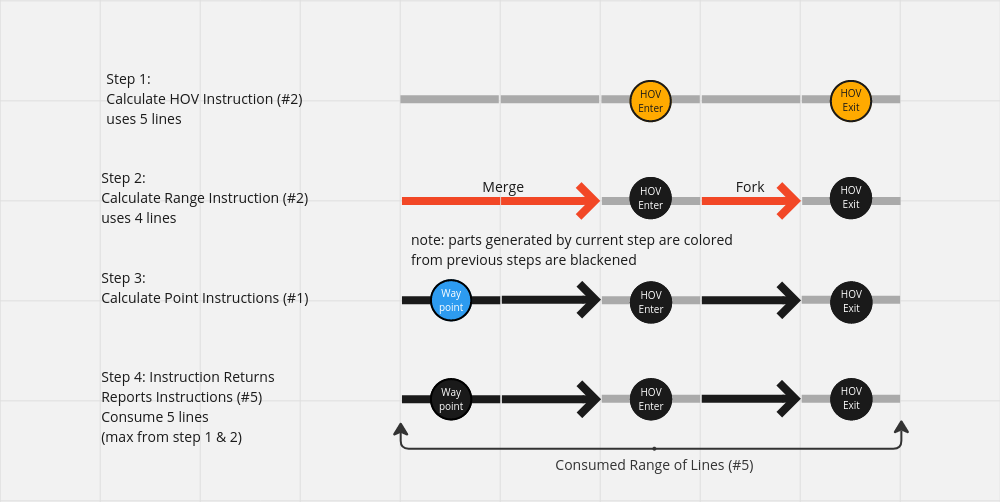 Step 1:
Calculate HOV Instruction (#2)
uses 5 lines
HOV
Enter
HOV
Exit
Step 2:
Calculate Range Instruction (#2)
uses 4 lines
Merge
HOV
Enter
Fork
HOV
Exit
note: parts generated by current step are colored
from previous steps are blackened
Step 3:
Calculate Point Instructions (#1)
Way
point
HOV
Enter
HOV
Exit
Step 4: Instruction Returns
Reports Instructions (#5)
Consume 5 lines
(max from step 1 & 2)
Way
point
HOV
Enter
HOV
Exit
Consumed Range of Lines (#5)